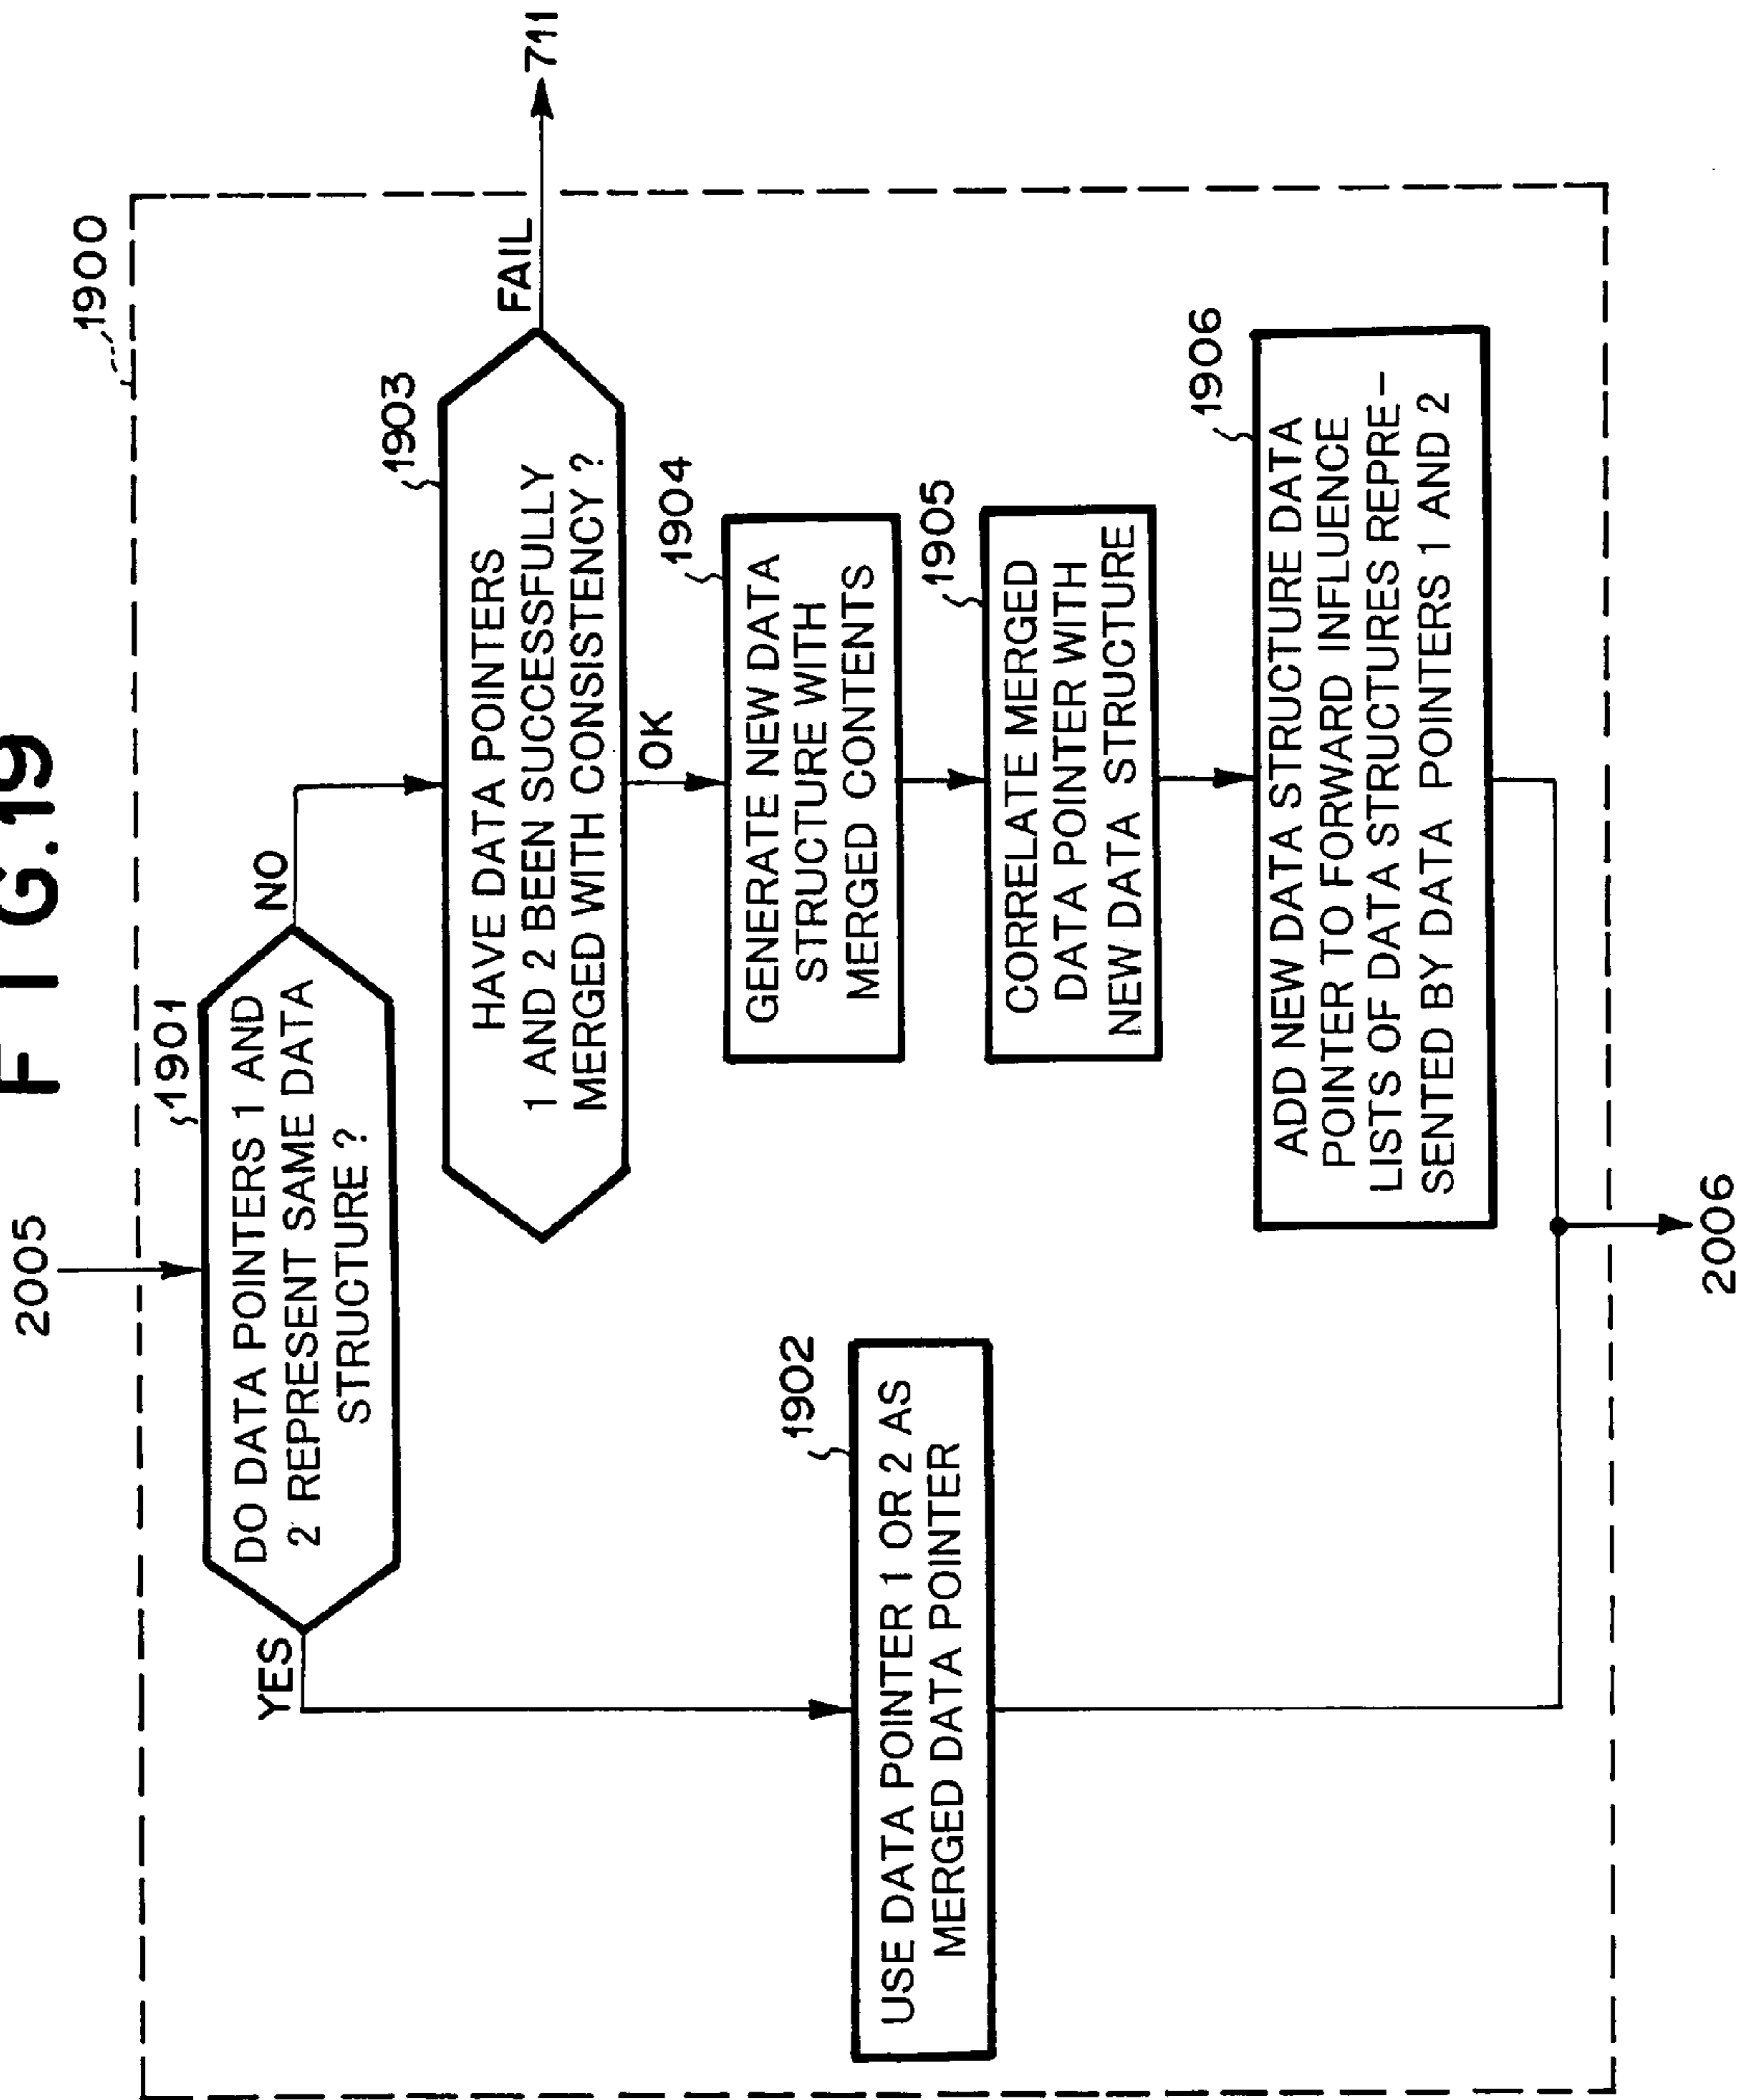 FIG.19
2005
1900
1901
DO DATA POINTERS 1 AND
2 REPRESENT SAME DATA
STRUCTURE ?
YES
NO
1903
HAVE DATA POINTERS
1 AND 2 BEEN SUCCESSFULLY
MERGED WITH CONSISTENCY ?
FAIL
711
OK
1902
USE DATA POINTER 1 OR 2 AS
MERGED DATA POINTER
1904
GENERATE NEW DATA
STRUCTURE WITH
MERGED CONTENTS
1905
CORRELATE MERGED
DATA POINTER WITH
NEW DATA STRUCTURE
1906
ADD NEW DATA STRUCTURE DATA
POINTER TO FORWARD INFLUENCE
LISTS OF DATA STRUCTURES REPRE-
SENTED BY DATA POINTERS 1 AND 2
2006